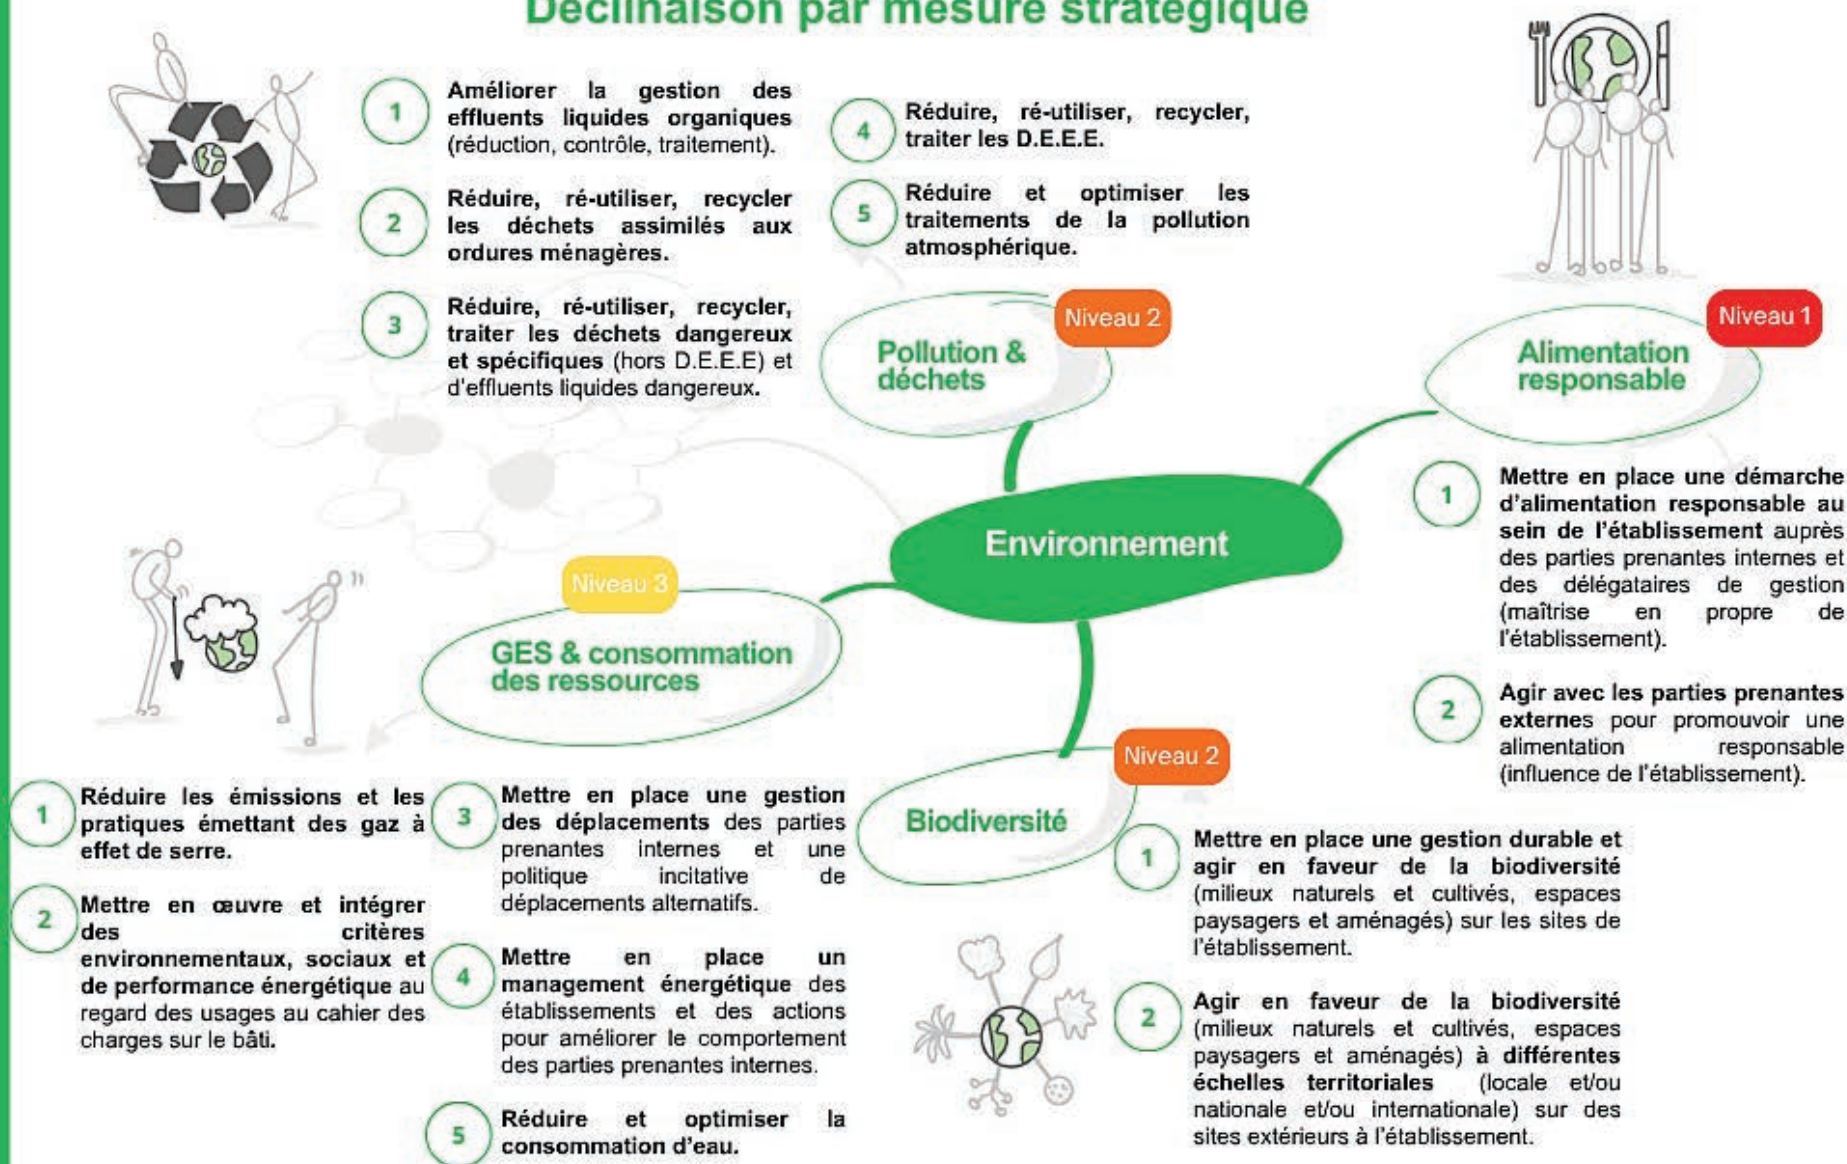 Déclinaison par mesure stratégique
1
Améliorer la gestion des
effluents liquides organiques
(réduction, contrôle, traitement).
2
Réduire, ré-utiliser, recycler
les déchets assimilés aux
ordures ménagères.
3
Réduire, ré-utiliser, recycler,
traiter les déchets dangereux
et spécifiques (hors D.E.E.E) et
d'effluents liquides dangereux.
4
Réduire, ré-utiliser, recycler,
traiter les D.E.E.E.
5
Réduire et optimiser les
traitements de la pollution
atmosphérique.
Niveau 2
Pollution &
déchets
Niveau 1
Alimentation
responsable
1
Mettre en place une démarche
d'alimentation responsable au
sein de l'établissement auprès
des parties prenantes internes et
des délégataires de gestion
(maîtrise en propre de
l'établissement).
2
Agir avec les parties prenantes
externes pour promouvoir une
alimentation responsable
(influence de l'établissement).
Environnement
Niveau 3
GES & consommation
des ressources
1
Réduire les émissions et les
pratiques émettant des gaz à
effet de serre.
2
Mettre en œuvre et intégrer
des critères
environnementaux, sociaux et
de performance énergétique au
regard des usages au cahier des
charges sur le bâti.
3
Mettre en place une gestion
des déplacements des parties
prenantes internes et une
politique incitative de
déplacements alternatifs.
4
Mettre en place un
management énergétique des
établissements et des actions
pour améliorer le comportement
des parties prenantes internes.
5
Réduire et optimiser la
consommation d'eau.
Niveau 2
Biodiversité
1
Mettre en place une gestion durable et
agir en faveur de la biodiversité
(milieux naturels et cultivés, espaces
paysagers et aménagés) sur les sites de
l'établissement.
2
Agir en faveur de la biodiversité
(milieux naturels et cultivés, espaces
paysagers et aménagés) à différentes
échelles territoriales (locale et/ou
nationale et/ou internationale) sur des
sites extérieurs à l'établissement.